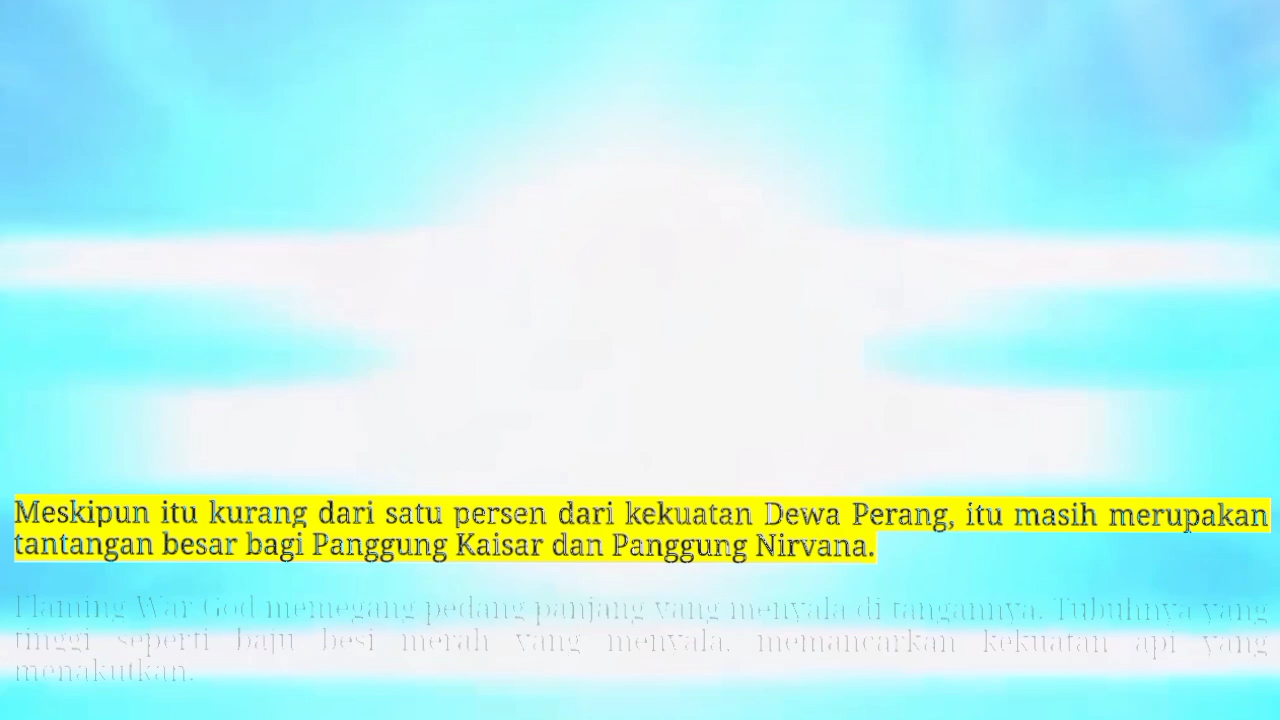 Meskipun itu kurang dari satu persen dari kekuatan Dewa Perang, itu masih merupakan
tantangan besar bagi Panggung Kaisar dan Panggung Nirvana.
Flaming War God memegang pedang panjang yang menyala di tangannya. Tubuhnya yang
tinggi seperti baju besi merah yang menyala, memancarkan kekuatan api yang
menakutkan.